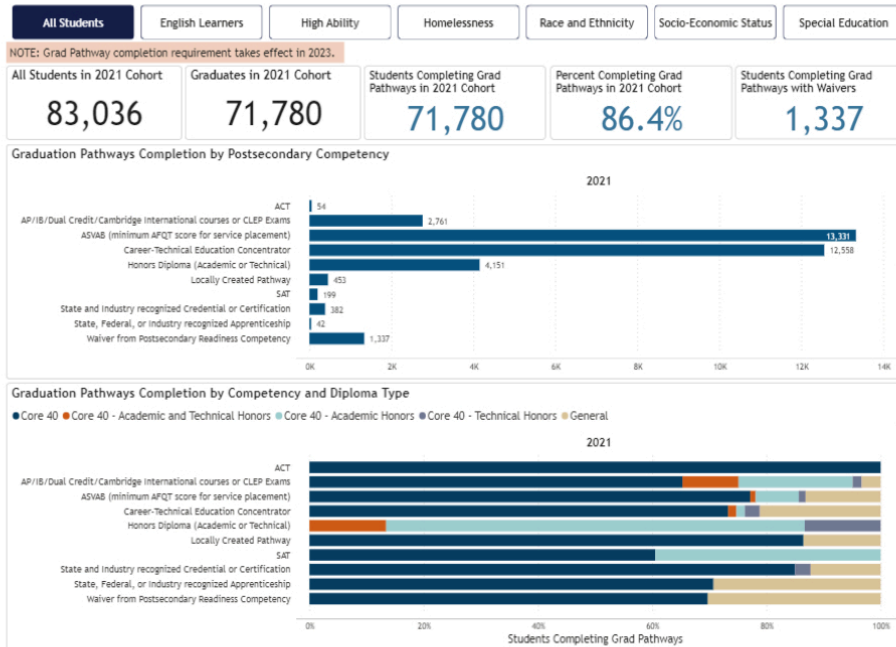 All Students
English Learners
High Ability
Homelessness
Race and Ethnicity
Socio-Economic Status
Special Education
NOTE: Grad Pathway completion requirement takes effect in 2023.
All Students in 2021 Cohort
83,036
Graduates in 2021 Cohort
71,780
Students Completing Grad
Pathways in 2021 Cohort
71,780
Percent Completing Grad
Pathways in 2021 Cohort
86.4%
Students Completing Grad
Pathways with Waivers
1,337
Graduation Pathways Completion by Postsecondary Competency
2021
ACT 54
AP/IB/Dual Credit/Cambridge International courses or CLEP Exams 2,761
ASVAB (minimum AFQT score for service placement) 13,331
Career-Technical Education Concentrator 12,558
Honors Diploma (Academic or Technical) 4,151
Locally Created Pathway 453
SAT 199
State and Industry recognized Credential or Certification 382
State, Federal, or Industry recognized Apprenticeship 42
Waiver from Postsecondary Readiness Competency 1,337
0K 2K 4K 6K 8K 10K 12K 14K
Graduation Pathways Completion by Competency and Diploma Type
Core 40 Core 40 - Academic and Technical Honors Core 40 - Academic Honors Core 40 - Technical Honors General
2021
ACT
AP/IB/Dual Credit/Cambridge International courses or CLEP Exams
ASVAB (minimum AFQT score for service placement)
Career-Technical Education Concentrator
Honors Diploma (Academic or Technical)
Locally Created Pathway
SAT
State and Industry recognized Credential or Certification
State, Federal, or Industry recognized Apprenticeship
Waiver from Postsecondary Readiness Competency
0% 20% 40% 60% 80% 100%
Students Completing Grad Pathways